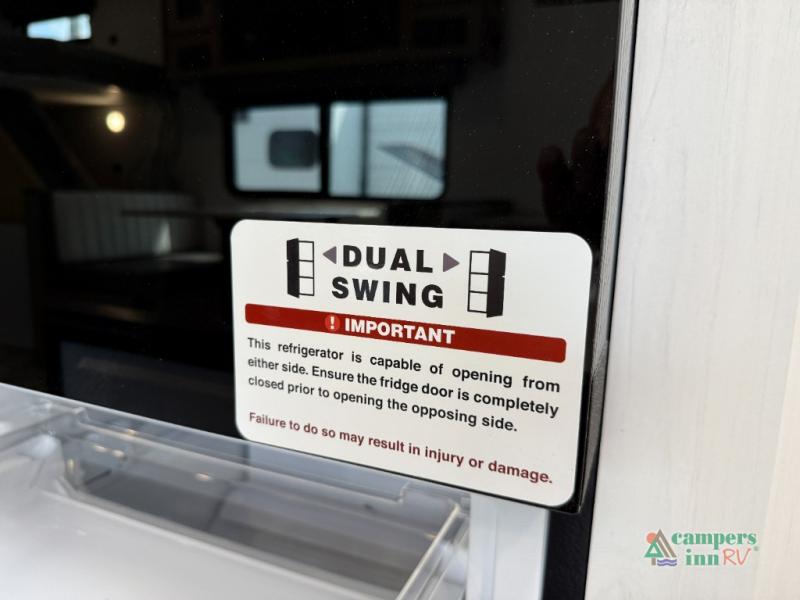 DUAL
SWING
! IMPORTANT
This refrigerator is capable of opening from
either side. Ensure the fridge door is completely
closed prior to opening the opposing side.
Failure to do so may result in injury or damage.
campers
inn RV®